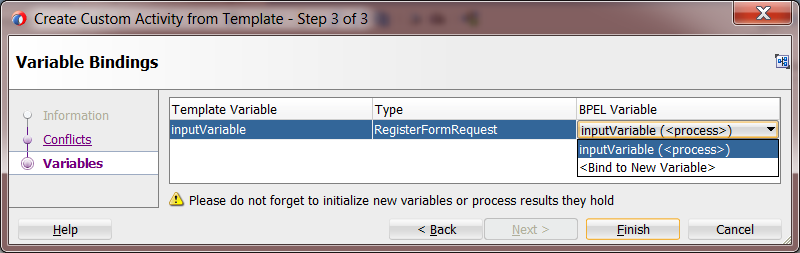 Create Custom Activity from Template - Step 3 of 3
Variable Bindings
Information
Conflicts
Variables
Template Variable Type BPEL Variable
inputVariable RegisterFormRequest inputVariable (<process>)
inputVariable (<process>)
<Bind to New Variable>
Please do not forget to initialize new variables or process results they hold
Help < Back Next > Finish Cancel